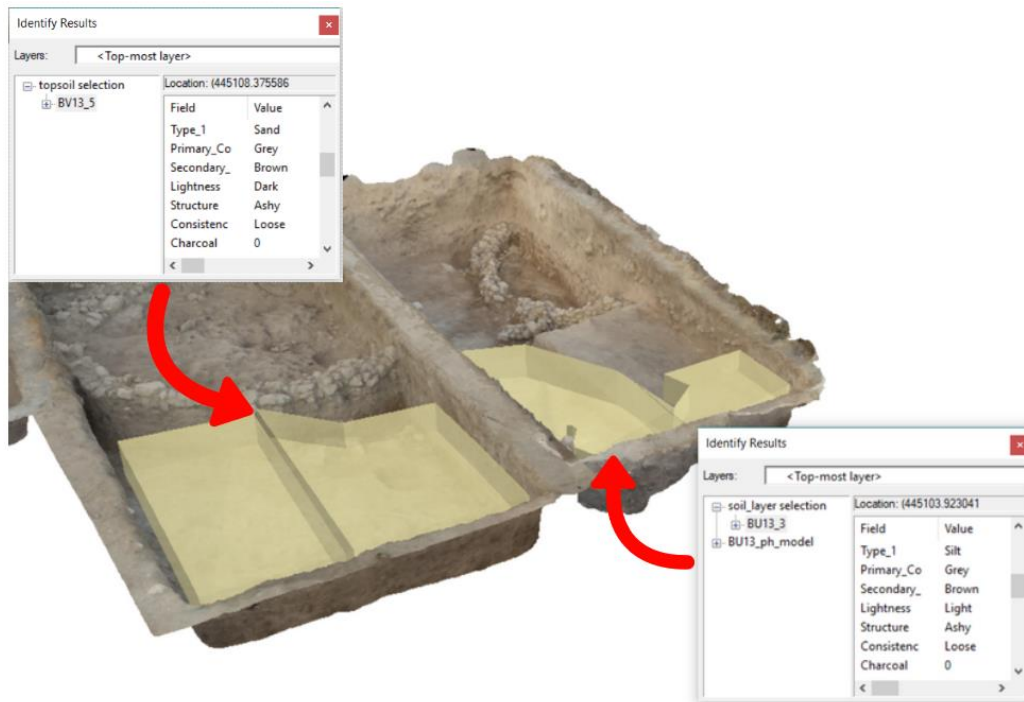 Identify Results
Layers: <Top-most layer>
topsoil selection
BV13_5
Location: (445108.375586
Field Value
Type_1 Sand
Primary_Co Grey
Secondary_ Brown
Lightness Dark
Structure Ashy
Consistenc Loose
Charcoal 0
Identify Results
Layers: <Top-most layer>
soil_layer selection
BU13_3
BU13_ph_model
Location: (445103.923041
Field Value
Type_1 Silt
Primary_Co Grey
Secondary_ Brown
Lightness Light
Structure Ashy
Consistenc Loose
Charcoal 0